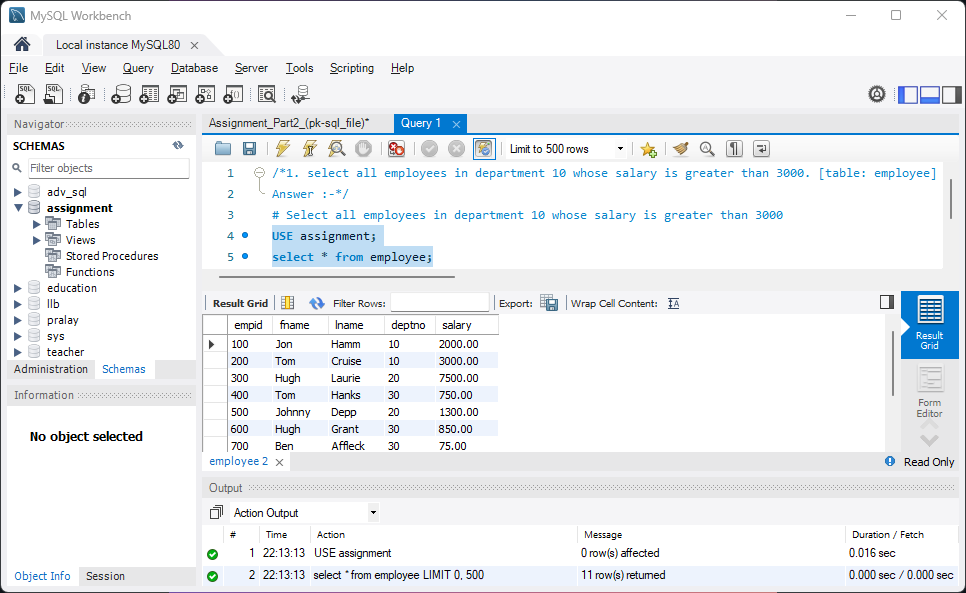 MySQL Workbench
Local instance MySQL80
File Edit View Query Database Server Tools Scripting Help
Navigator
SCHEMAS
Filter objects
adv_sql
assignment
Tables
Views
Stored Procedures
Functions
education
llb
pralay
sys
teacher
Administration Schemas
Information
No object selected
Object Info Session
Assignment_Part2_(pk-sql_file)* Query 1
Limit to 500 rows
1 /*1. select all employees in department 10 whose salary is greater than 3000. [table: employee]
2 Answer :-*/
3 # Select all employees in department 10 whose salary is greater than 3000
4 USE assignment;
5 select * from employee;
Result Grid Filter Rows: Export: Wrap Cell Content:
empid fname lname deptno salary
100 Jon Hamm 10 2000.00
200 Tom Cruise 10 3000.00
300 Hugh Laurie 20 7500.00
400 Tom Hanks 30 750.00
500 Johnny Depp 20 1300.00
600 Hugh Grant 30 850.00
700 Ben Affleck 30 75.00
Result
Grid
Form
Editor
employee 2
Read Only
Output
Action Output
# Time Action Message Duration / Fetch
1 22:13:13 USE assignment 0 row(s) affected 0.016 sec
2 22:13:13 select * from employee LIMIT 0, 500 11 row(s) returned 0.000 sec / 0.000 sec